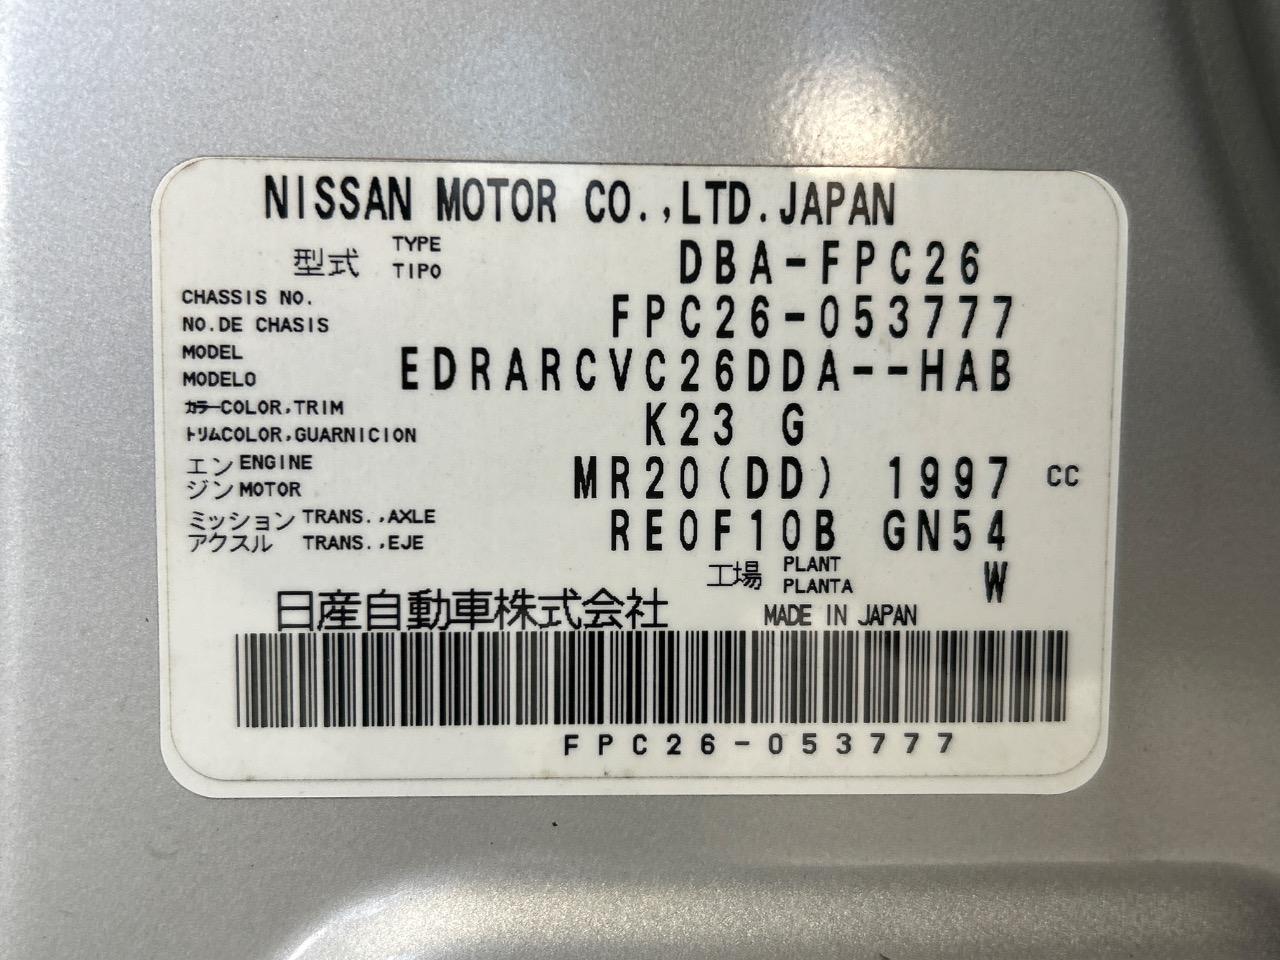 NISSAN MOTOR CO.,LTD.JAPAN
型式 TYPE TIPO DBA-FPC26
CHASSIS NO.
NO.DE CHASIS FPC26-053777
MODEL
MODELO EDRARCVC26DDA--HAB
カラーCOLOR,TRIM
トリムCOLOR,GUARNICION K23 G
エン ENGINE
ジン MOTOR MR20(DD) 1997 CC
ミッション TRANS.,AXLE
アクスル TRANS.,EJE RE0F10B GN54
工場 PLANT PLANTA W
日産自動車株式会社 MADE IN JAPAN
FPC26-053777